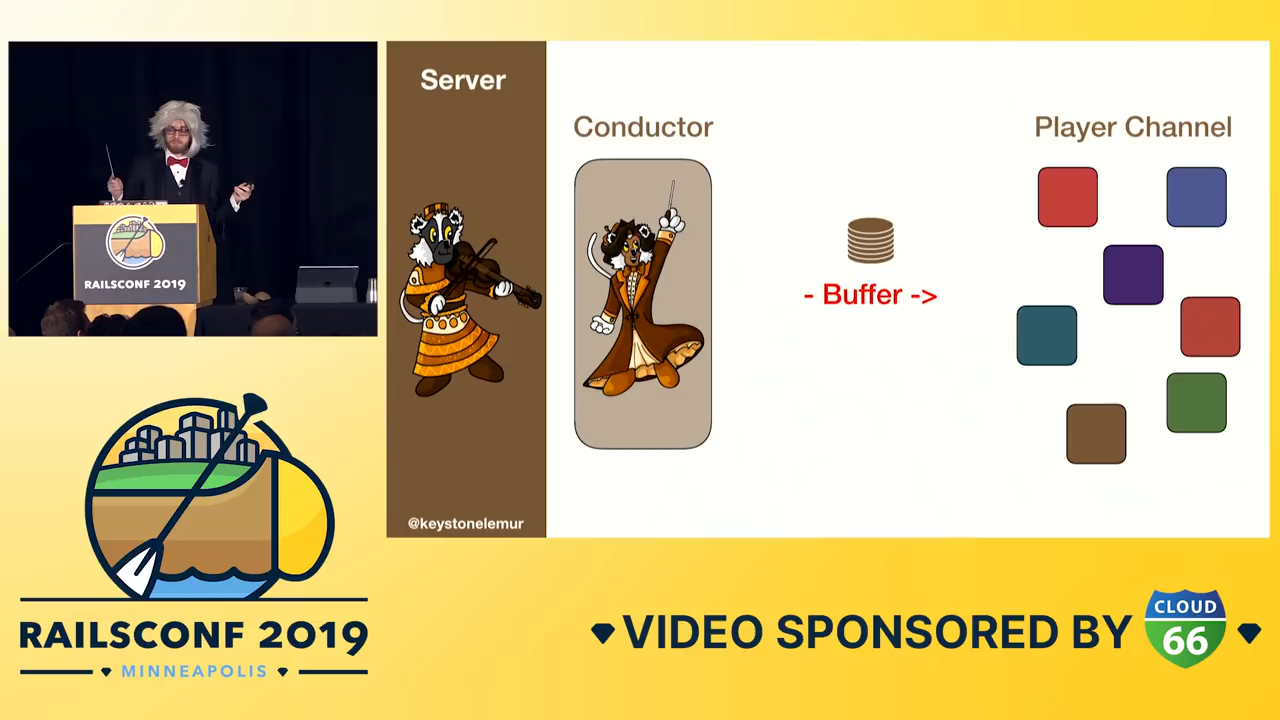 Server
Conductor
Player Channel
- Buffer ->
@keystonelemur
RAILSCONF 2019
RAILSCONF 2019
MINNEAPOLIS
VIDEO SPONSORED BY
CLOUD
66